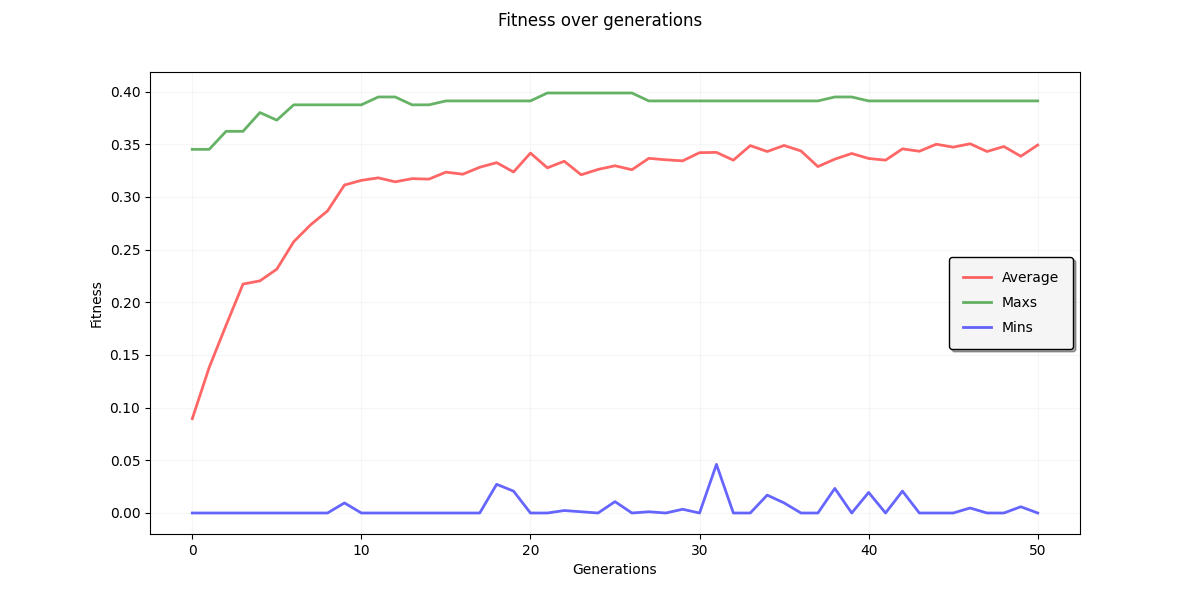 Fitness over generations
0.40
0.35
0.30
0.25
0.20
0.15
0.10
0.05
0.00
Fitness
Average
Maxs
Mins
0 10 20 30 40 50
Generations